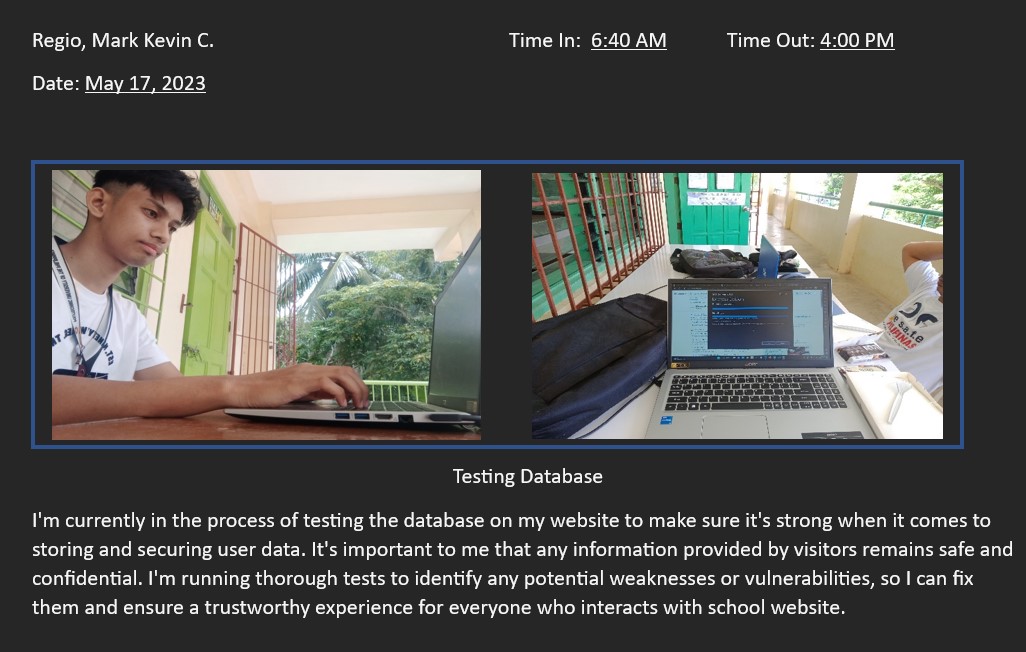 Regio, Mark Kevin C. Time In: 6:40 AM Time Out: 4:00 PM
Date: May 17, 2023
PILIPINAS
Testing Database
I'm currently in the process of testing the database on my website to make sure it's strong when it comes to
storing and securing user data. It's important to me that any information provided by visitors remains safe and
confidential. I'm running thorough tests to identify any potential weaknesses or vulnerabilities, so I can fix
them and ensure a trustworthy experience for everyone who interacts with school website.